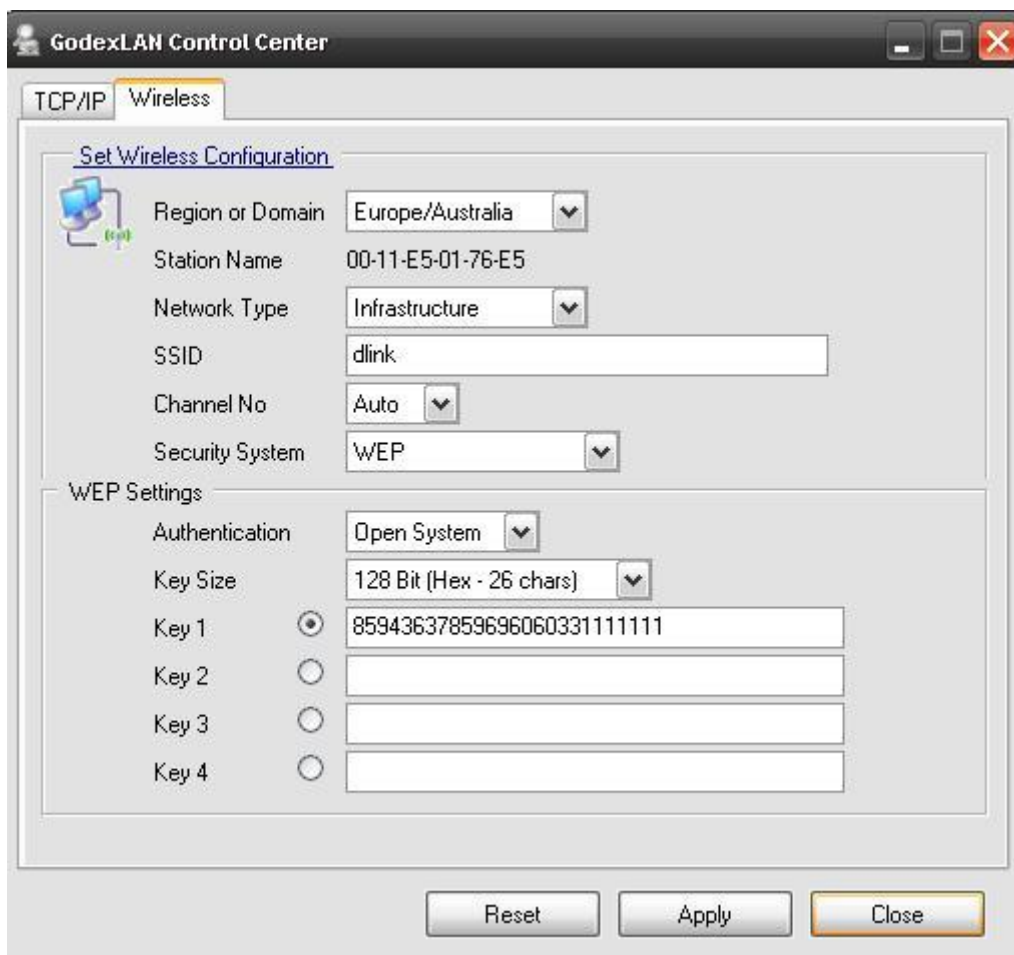 GodexLAN Control Center
TCP/IP Wireless
Set Wireless Configuration
Region or Domain Europe/Australia
Station Name 00-11-E5-01-76-E5
Network Type Infrastructure
SSID dlink
Channel No Auto
Security System WEP
WEP Settings
Authentication Open System
Key Size 128 Bit (Hex - 26 chars)
Key 1 85943637859696060331111111
Key 2
Key 3
Key 4
Reset Apply Close